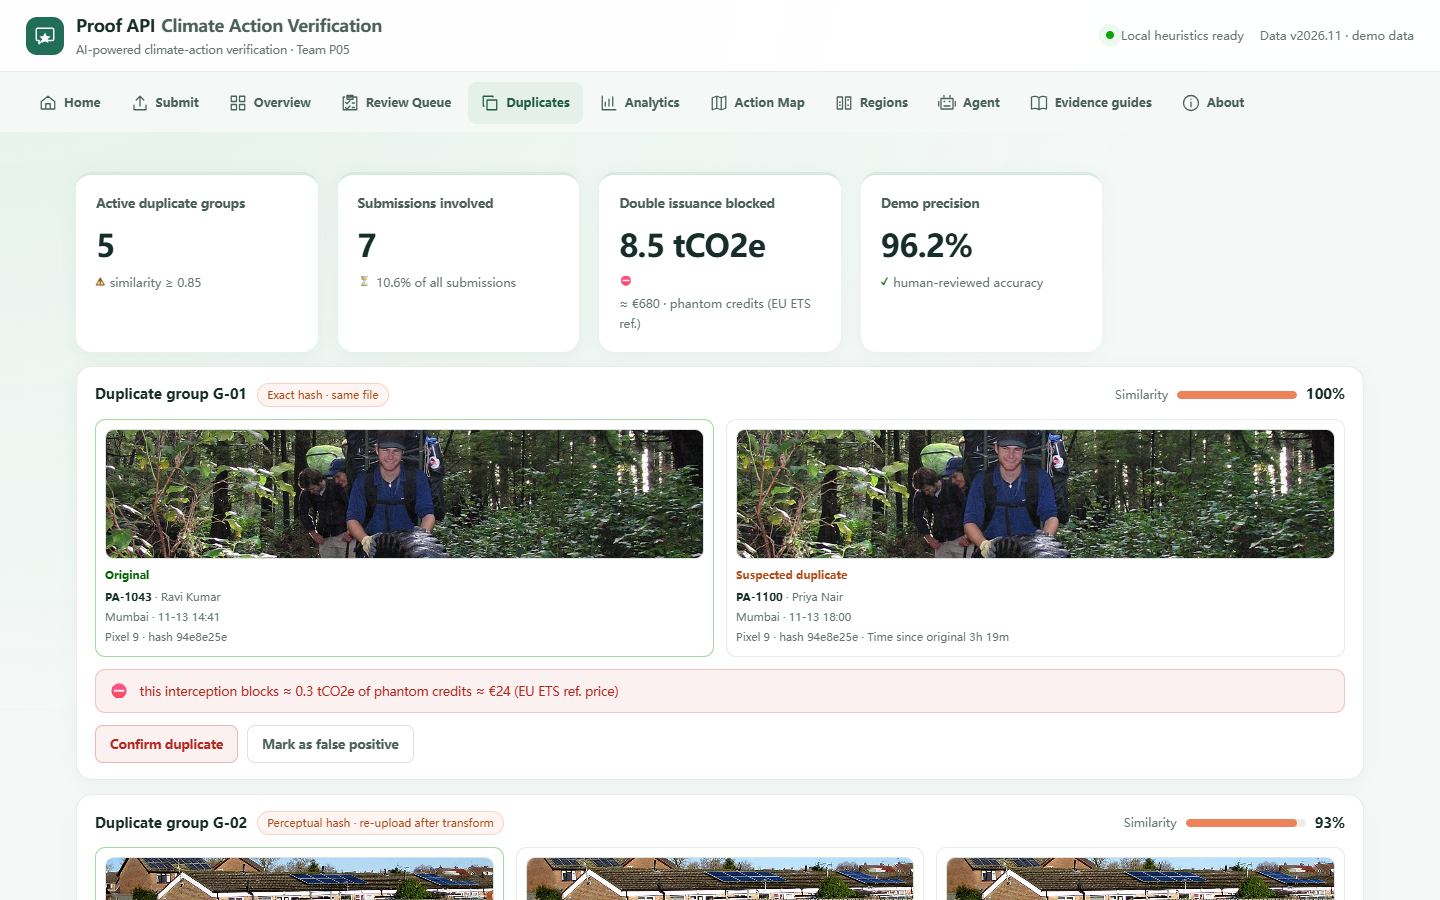 Proof API Climate Action Verification
AI-powered climate-action verification · Team P05
Local heuristics ready
Data v2026.11 · demo data
Home
Submit
Overview
Review Queue
Duplicates
Analytics
Action Map
Regions
Agent
Evidence guides
About
Active duplicate groups
5
similarity ≥ 0.85
Submissions involved
7
10.6% of all submissions
Double issuance blocked
8.5 tCO2e
≈ €680 · phantom credits (EU ETS
ref.)
Demo precision
96.2%
✓ human-reviewed accuracy
Duplicate group G-01
Exact hash · same file
Similarity
100%
Original
PA-1043 · Ravi Kumar
Mumbai · 11-13 14:41
Pixel 9 · hash 94e8e25e
Suspected duplicate
PA-1100 · Priya Nair
Mumbai · 11-13 18:00
Pixel 9 · hash 94e8e25e · Time since original 3h 19m
this interception blocks ≈ 0.3 tCO2e of phantom credits ≈ €24 (EU ETS ref. price)
Confirm duplicate
Mark as false positive
Duplicate group G-02
Perceptual hash · re-upload after transform
Similarity
93%